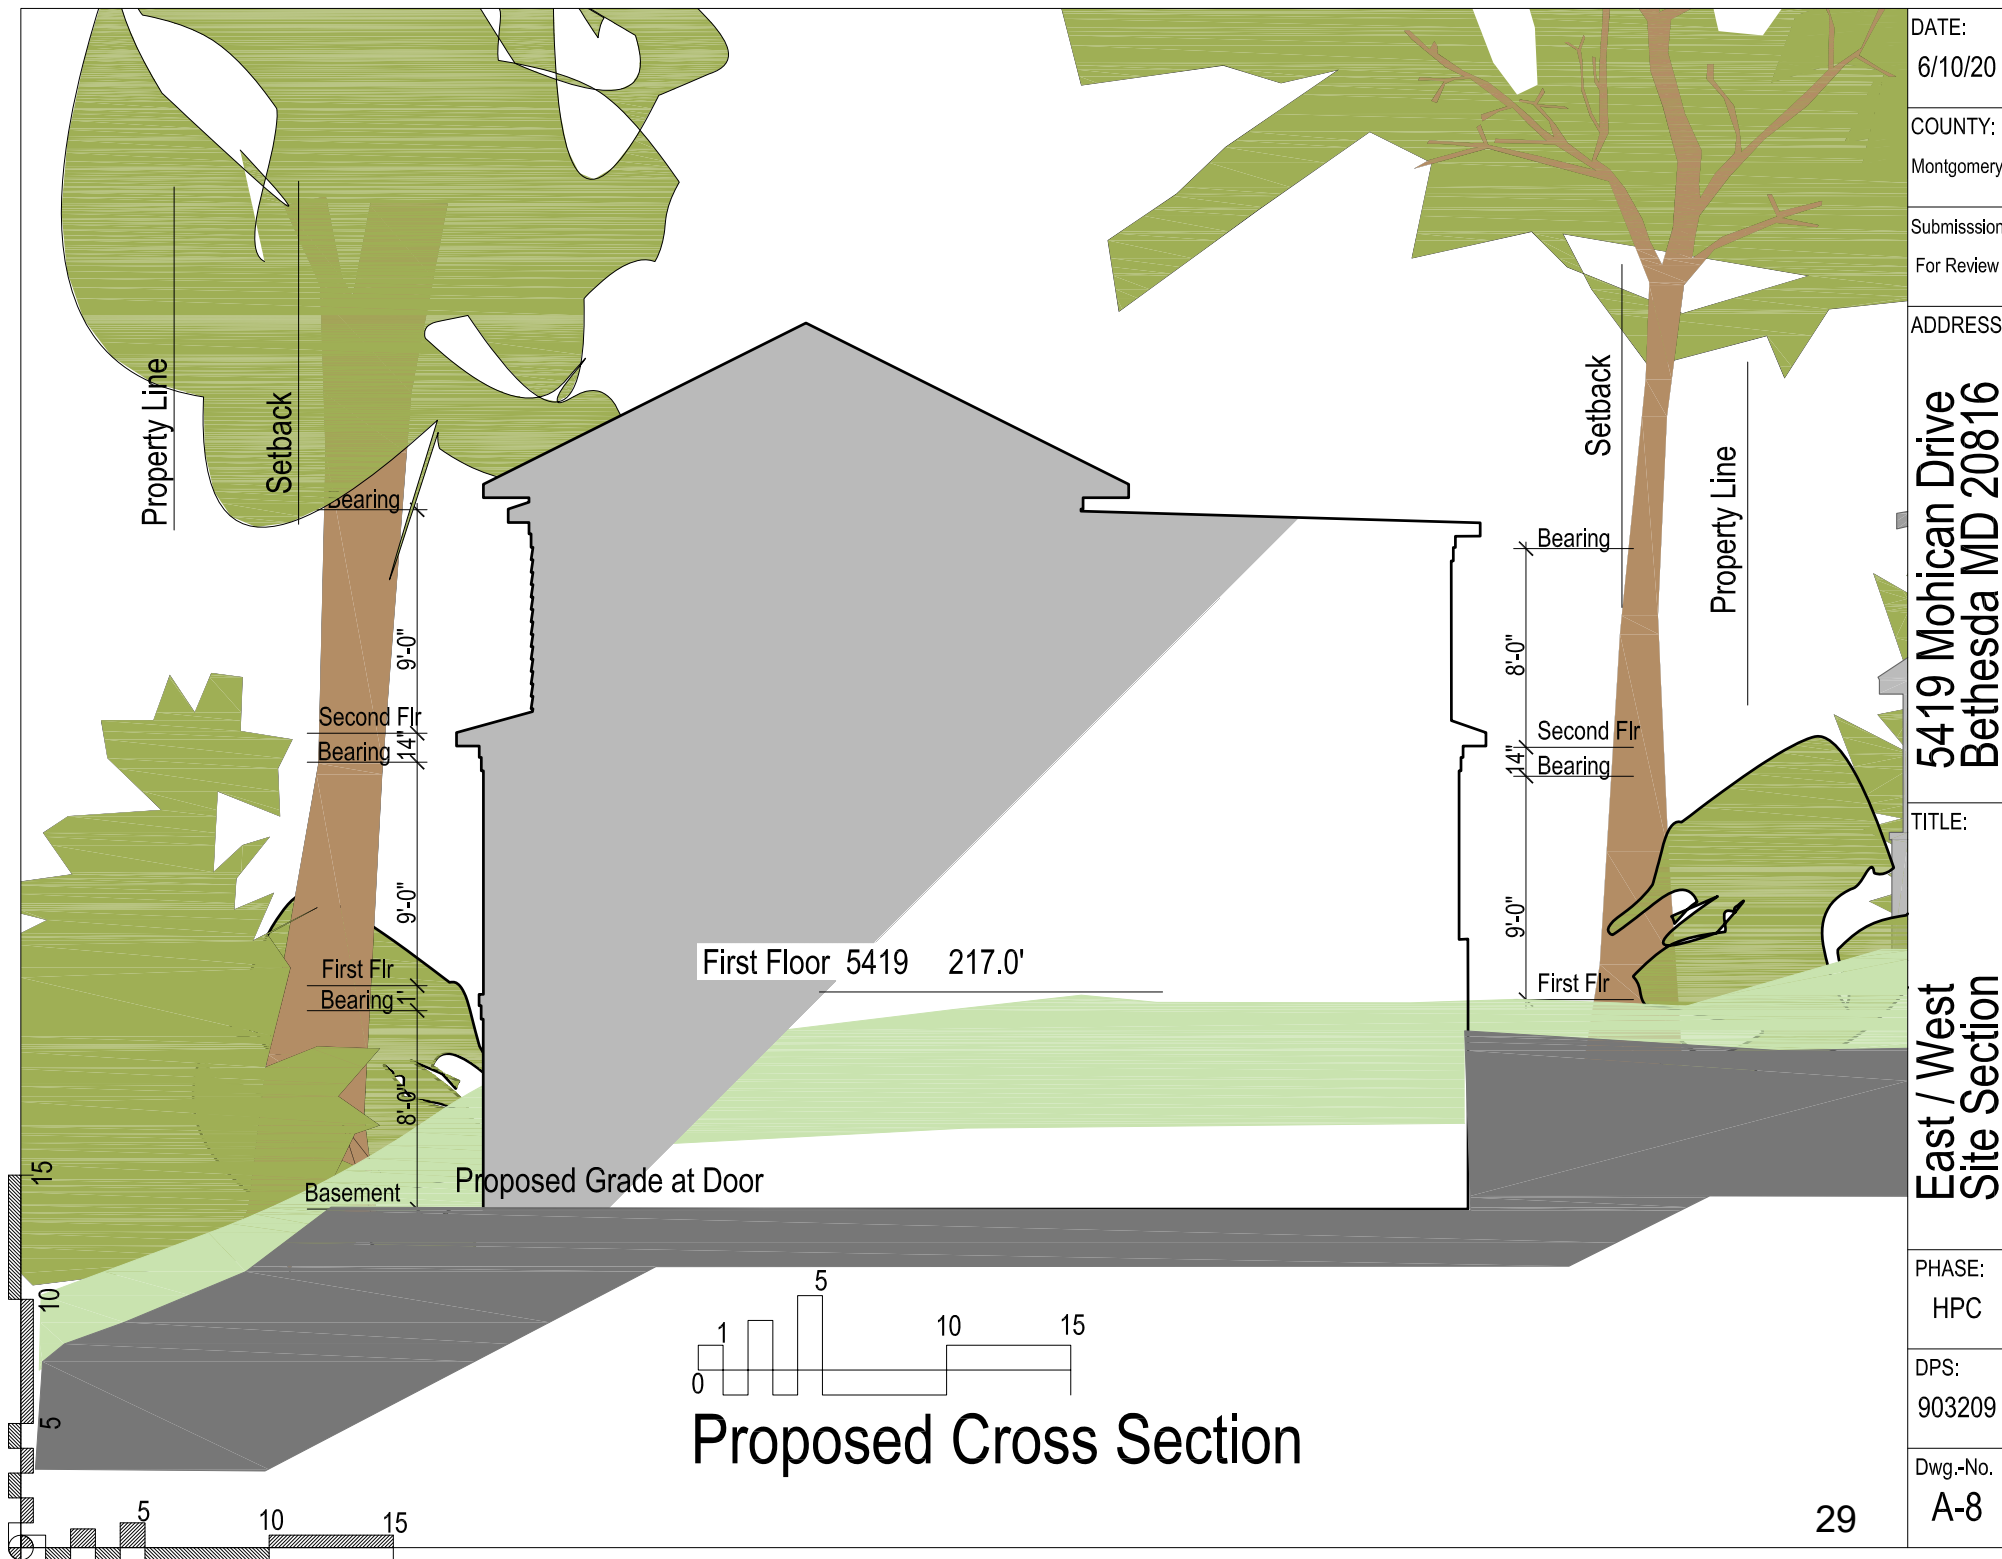 Property Line
Setback
Bearing
9'-0"
Second Flr
14"
Bearing
9'-0"
First Flr
1'
Bearing
8'-0"
Basement
Proposed Grade at Door
First Floor 5419 217.0'
Setback
Property Line
Bearing
8'-0"
Second Flr
14"
Bearing
9'-0"
First Flr
15
10
5
5
10
15
0
1
5
10
15
Proposed Cross Section
29
DATE:
6/10/20
COUNTY:
Montgomery
Submisssion
For Review
ADDRESS
5419 Mohican Drive
Bethesda MD 20816
TITLE:
East / West
Site Section
PHASE:
HPC
DPS:
903209
Dwg.-No.
A-8